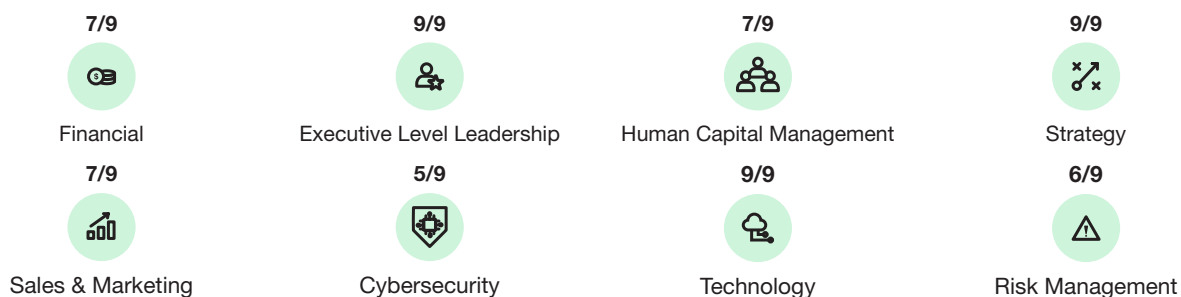 7/9 9/9 7/9 9/9
Financial Executive Level Leadership Human Capital Management Strategy
7/9 5/9 9/9 6/9
Sales & Marketing Cybersecurity Technology Risk Management